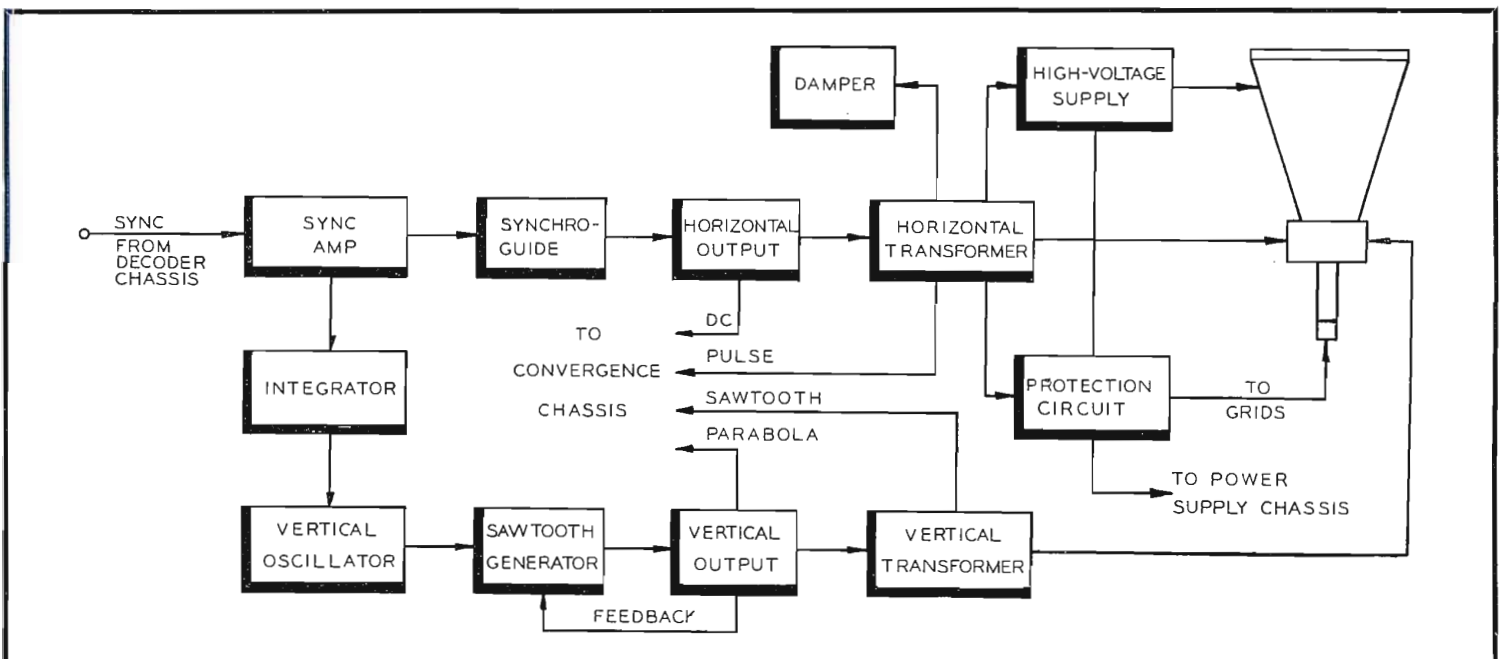 DAMPER
HIGH-VOLTAGE
SUPPLY
SYNC
FROM
DECODER
CHASSIS
SYNC
AMP
SYNCHRO-
GUIDE
HORIZONTAL
OUTPUT
HORIZONTAL
TRANSFORMER
TO
CONVERGENCE
CHASSIS
DC
PULSE
SAWTOOTH
PARABOLA
INTEGRATOR
PROTECTION
CIRCUIT
TO
GRIDS
TO POWER
SUPPLY CHASSIS
VERTICAL
OSCILLATOR
SAWTOOTH
GENERATOR
VERTICAL
OUTPUT
VERTICAL
TRANSFORMER
FEEDBACK